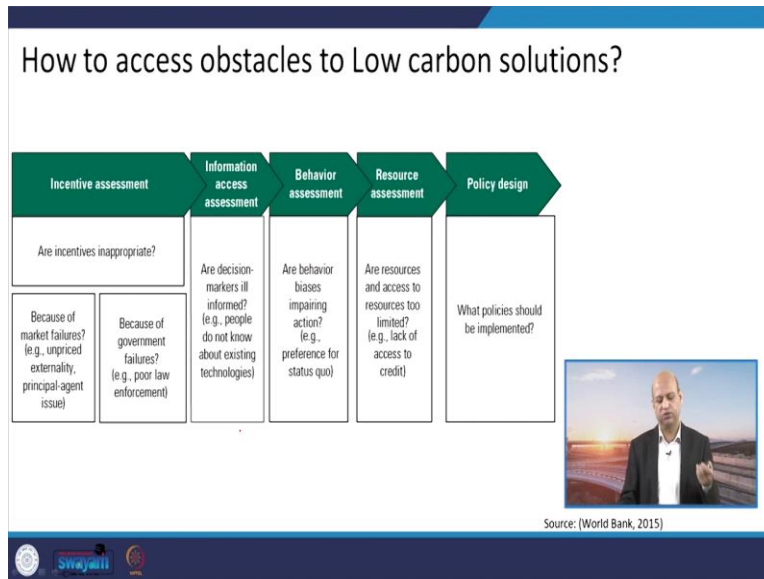 How to access obstacles to Low carbon solutions?
Incentive assessment
Information
access
assessment
Behavior
assessment
Resource
assessment
Policy design
Are incentives inappropriate?
Because of
market failures?
(e.g., unpriced
externality,
principal-agent
issue)
Because of
government
failures?
(e.g., poor law
enforcement)
Are decision-
markers ill
informed?
(e.g., people
do not know
about existing
technologies)
Are behavior
biases
impairing
action?
(e.g.,
preference for
status quo)
Are resources
and access to
resources too
limited?
(e.g., lack of
access to
credit)
What policies should
be implemented?
Source: (World Bank, 2015)
swayam